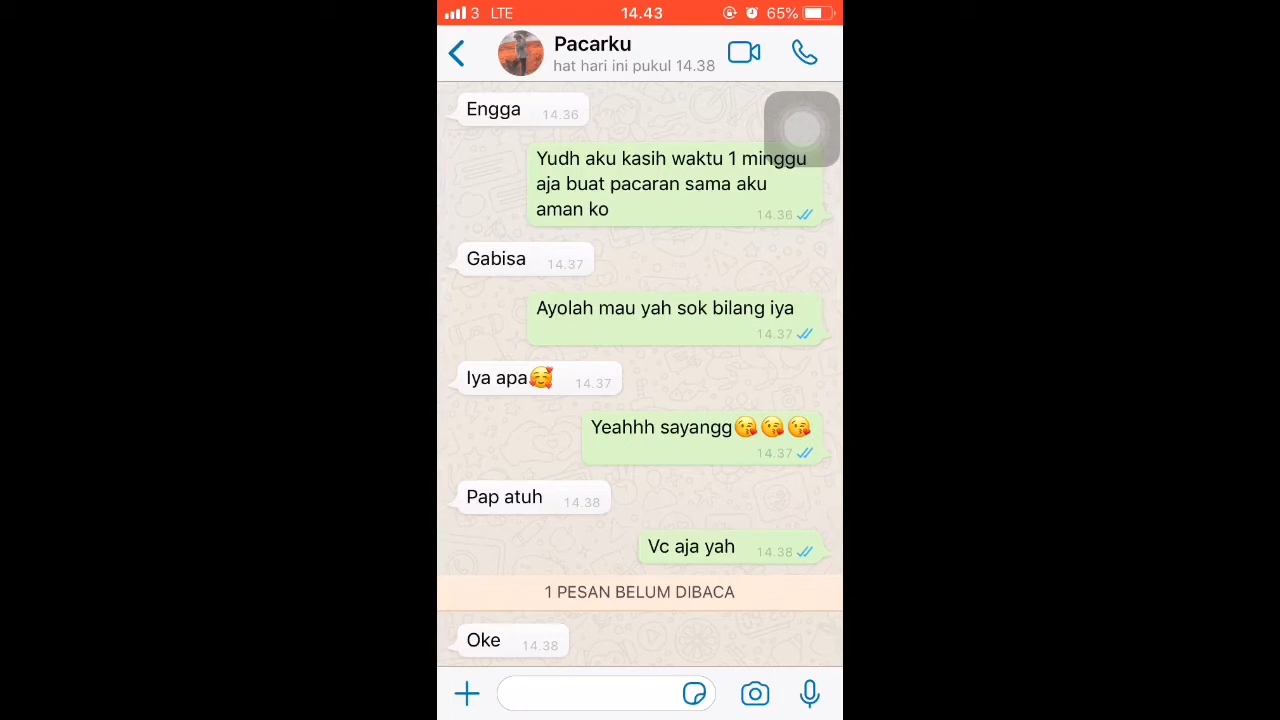 3 LTE 14.43 65%
Pacarku
hat hari ini pukul 14.38
Engga 14.36
Yudh aku kasih waktu 1 minggu
aja buat pacaran sama aku
aman ko 14.36
Gabisa 14.37
Ayolah mau yah sok bilang iya
14.37
Iya apa🥰 14.37
Yeahhh sayangg😘😘😘
14.37
Pap atuh 14.38
Vc aja yah 14.38
1 PESAN BELUM DIBACA
Oke 14.38